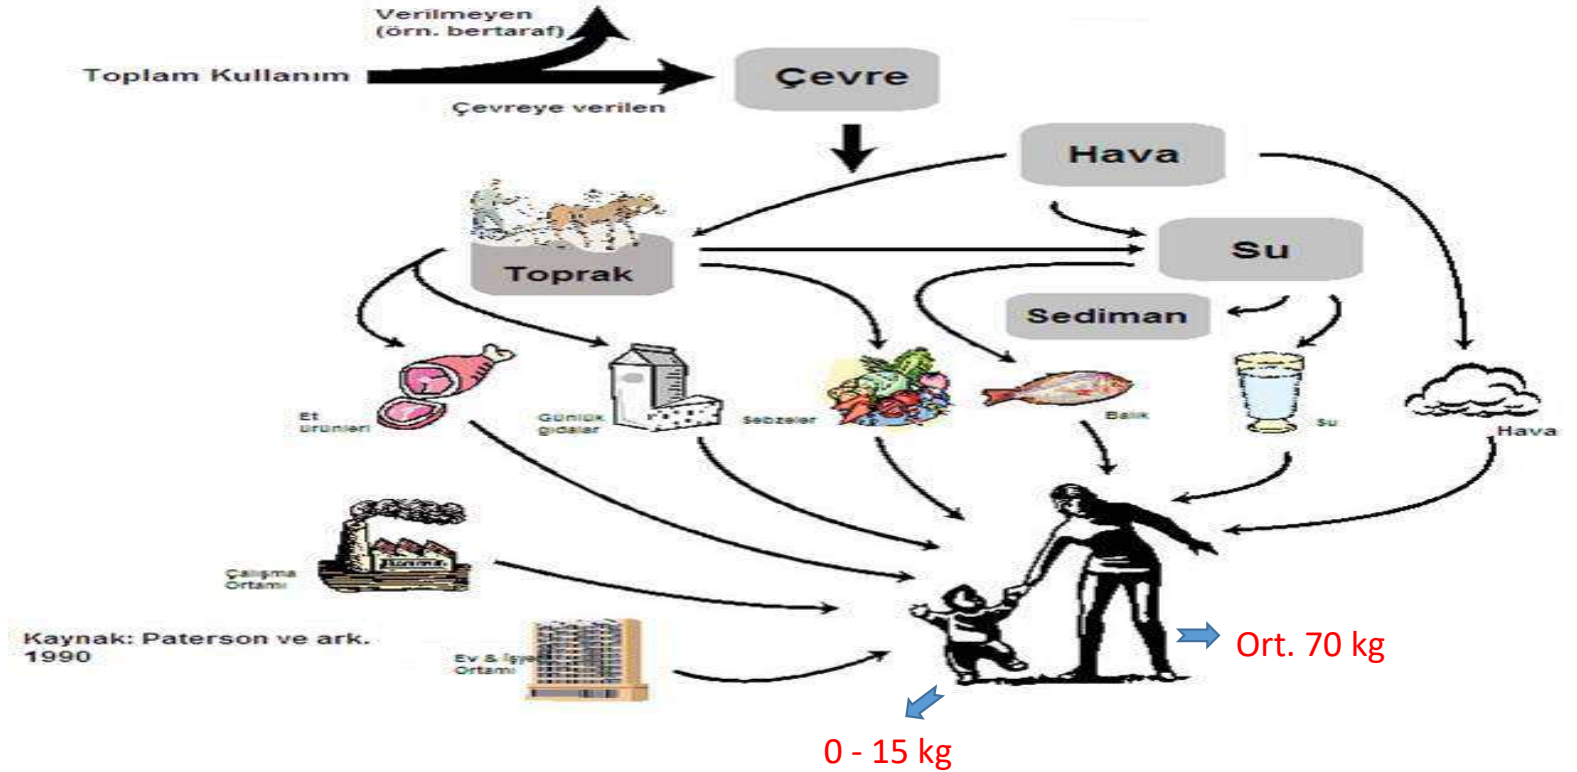 Verilmeyen
(örn. bertaraf)
Toplam Kullanım
Çevreye verilen
Çevre
Hava
Toprak
Su
Sediman
Et
ürünleri
Günlük
gıdalar
Sebzeler
Balık
Su
Hava
Çalışma
Ortamı
Kaynak: Paterson ve ark.
1990
Ev &
Ortamı
Ort. 70 kg
0 - 15 kg